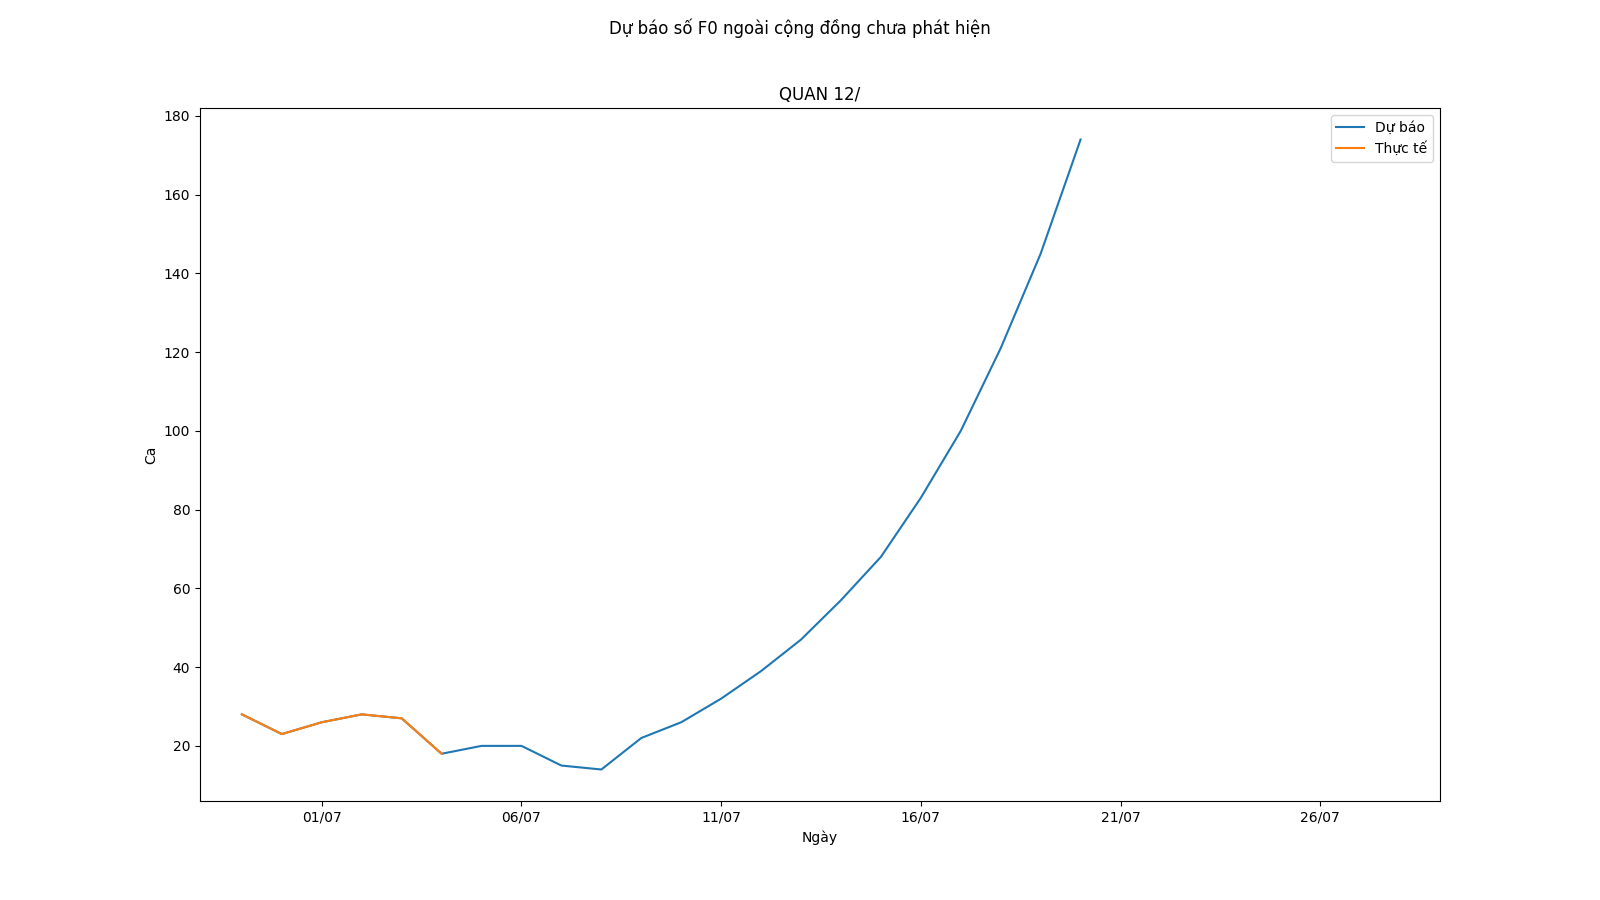 Dự báo số F0 ngoài cộng đồng chưa phát hiện
QUAN 12/
180
160
140
120
100
80
60
40
20
Ca
Dự báo
Thực tế
01/07
06/07
11/07
16/07
21/07
26/07
Ngày